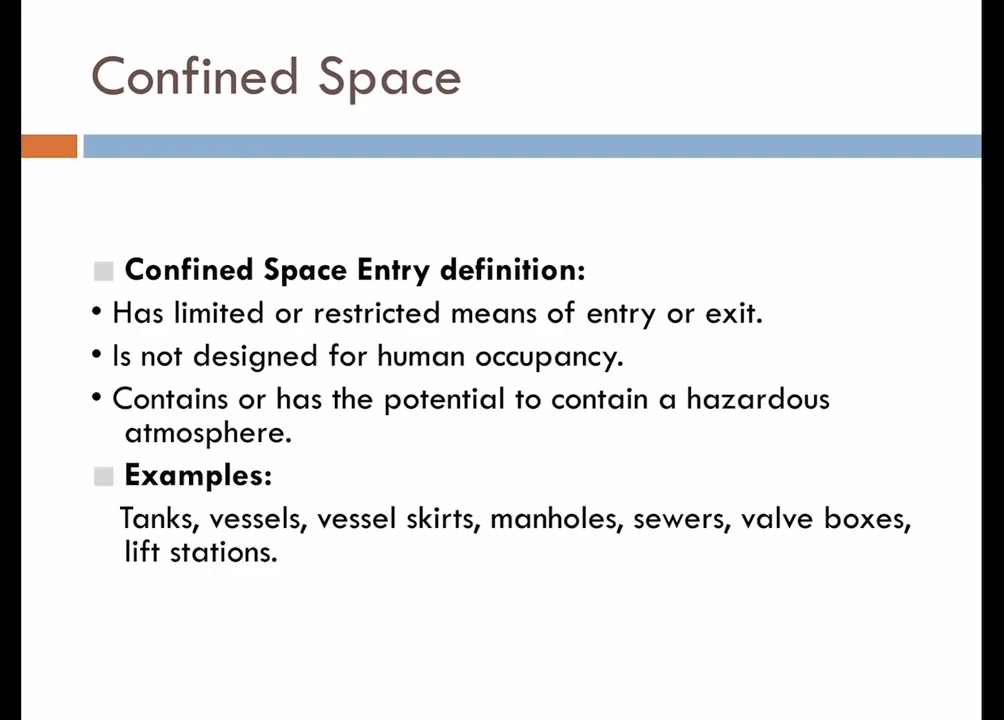 Confined Space
Confined Space Entry definition:
• Has limited or restricted means of entry or exit.
• Is not designed for human occupancy.
• Contains or has the potential to contain a hazardous
atmosphere.
Examples:
Tanks, vessels, vessel skirts, manholes, sewers, valve boxes,
lift stations.